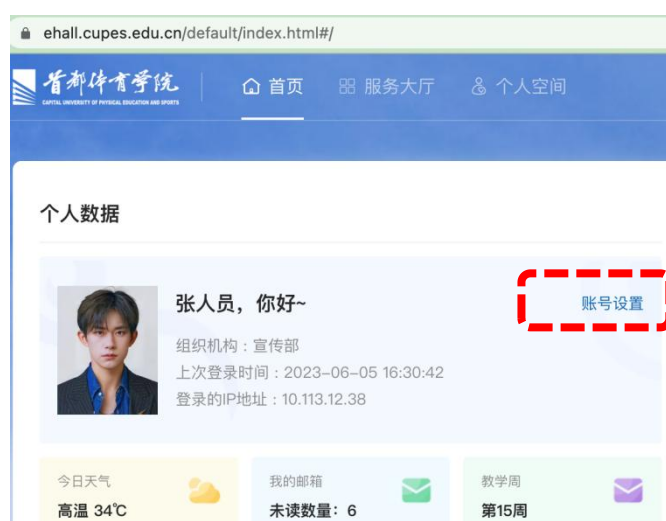 ehall.cupes.edu.cn/default/index.html#/
首都体育学院 首页 服务大厅 个人空间
CAPITAL UNIVERSITY OF PHYSICAL EDUCATION AND SPORTS
个人数据
张人员，你好~
账号设置
组织机构：宣传部
上次登录时间：2023-06-05 16:30:42
登录的IP地址：10.113.12.38
今日天气 我的邮箱 教学周
高温 34℃ 未读数量：6 第15周